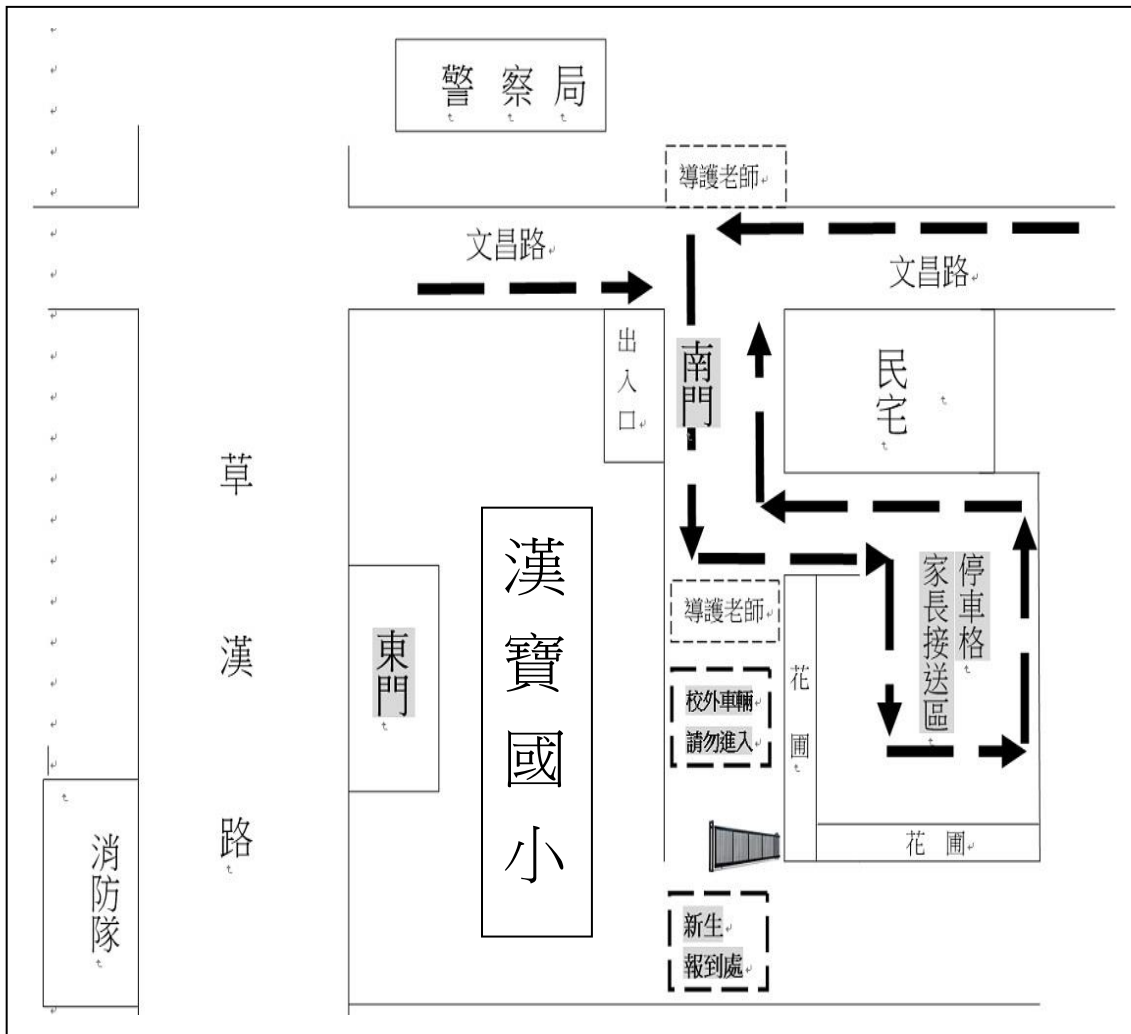 警察局
導護老師
文昌路
文昌路
出入口
南門
民宅
草漢路
漢寶國小
東門
導護老師
停車格
家長接送區
校外車輛
請勿進入
花圃
花圃
消防隊
新生
報到處